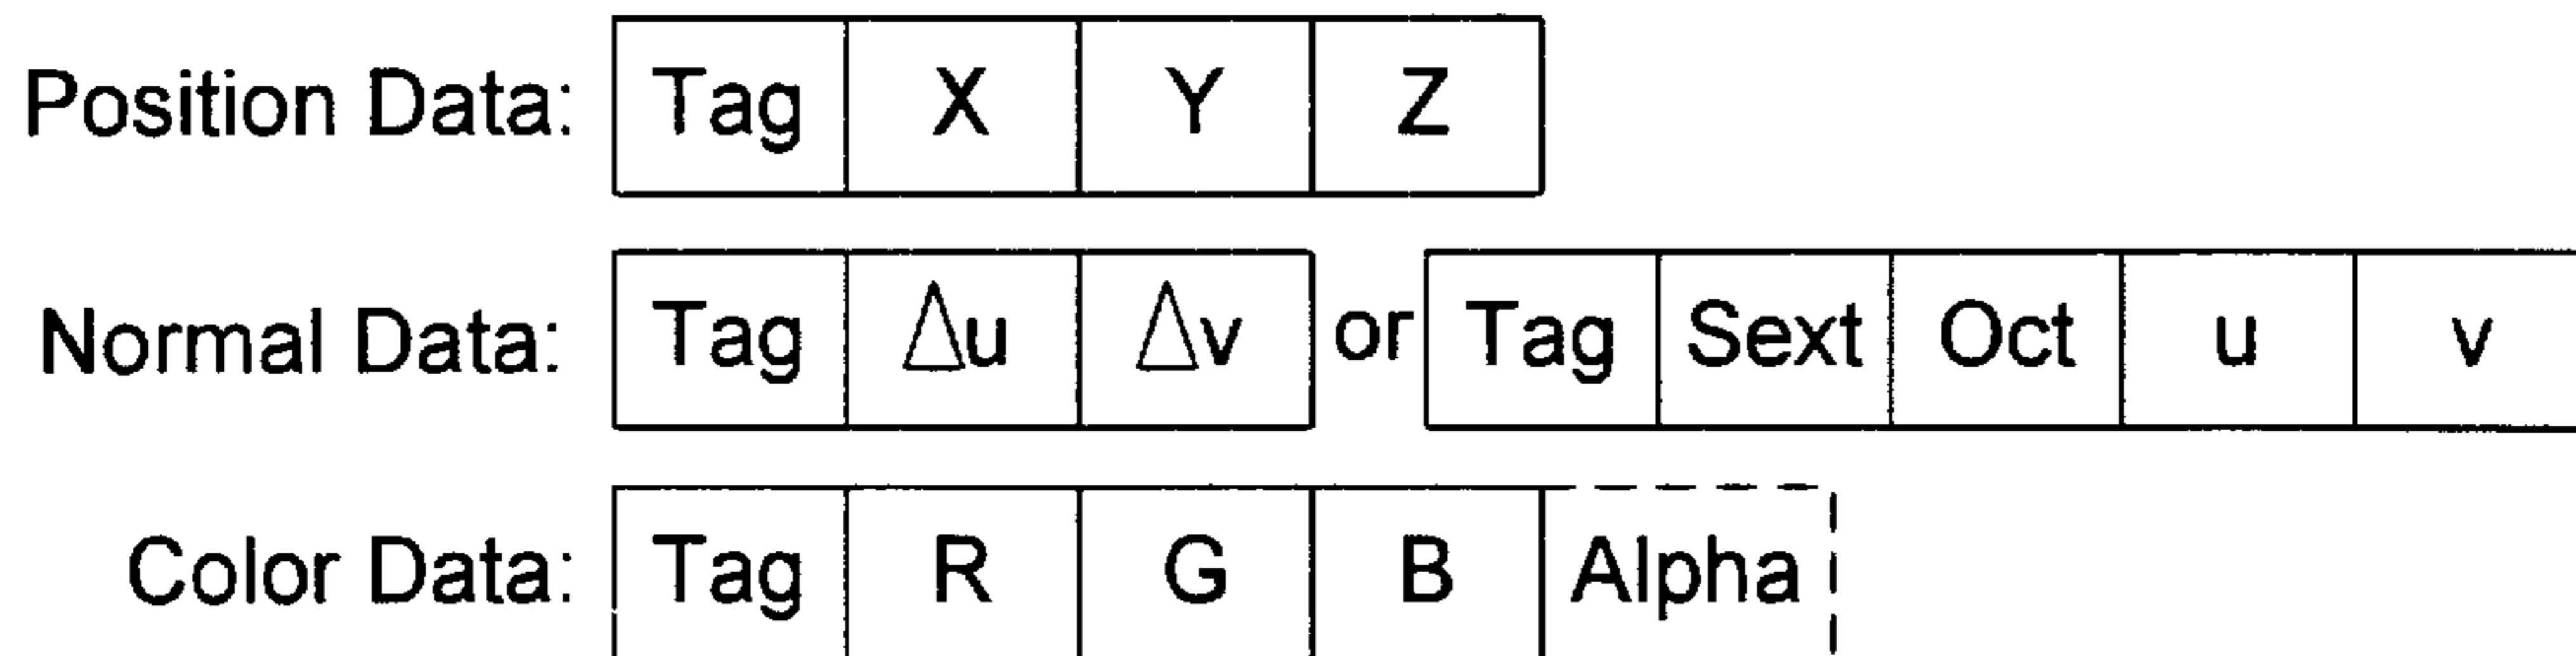 Position Data: Tag X Y Z
Normal Data: Tag Δu Δv or Tag Sext Oct u v
Color Data: Tag R G B Alpha